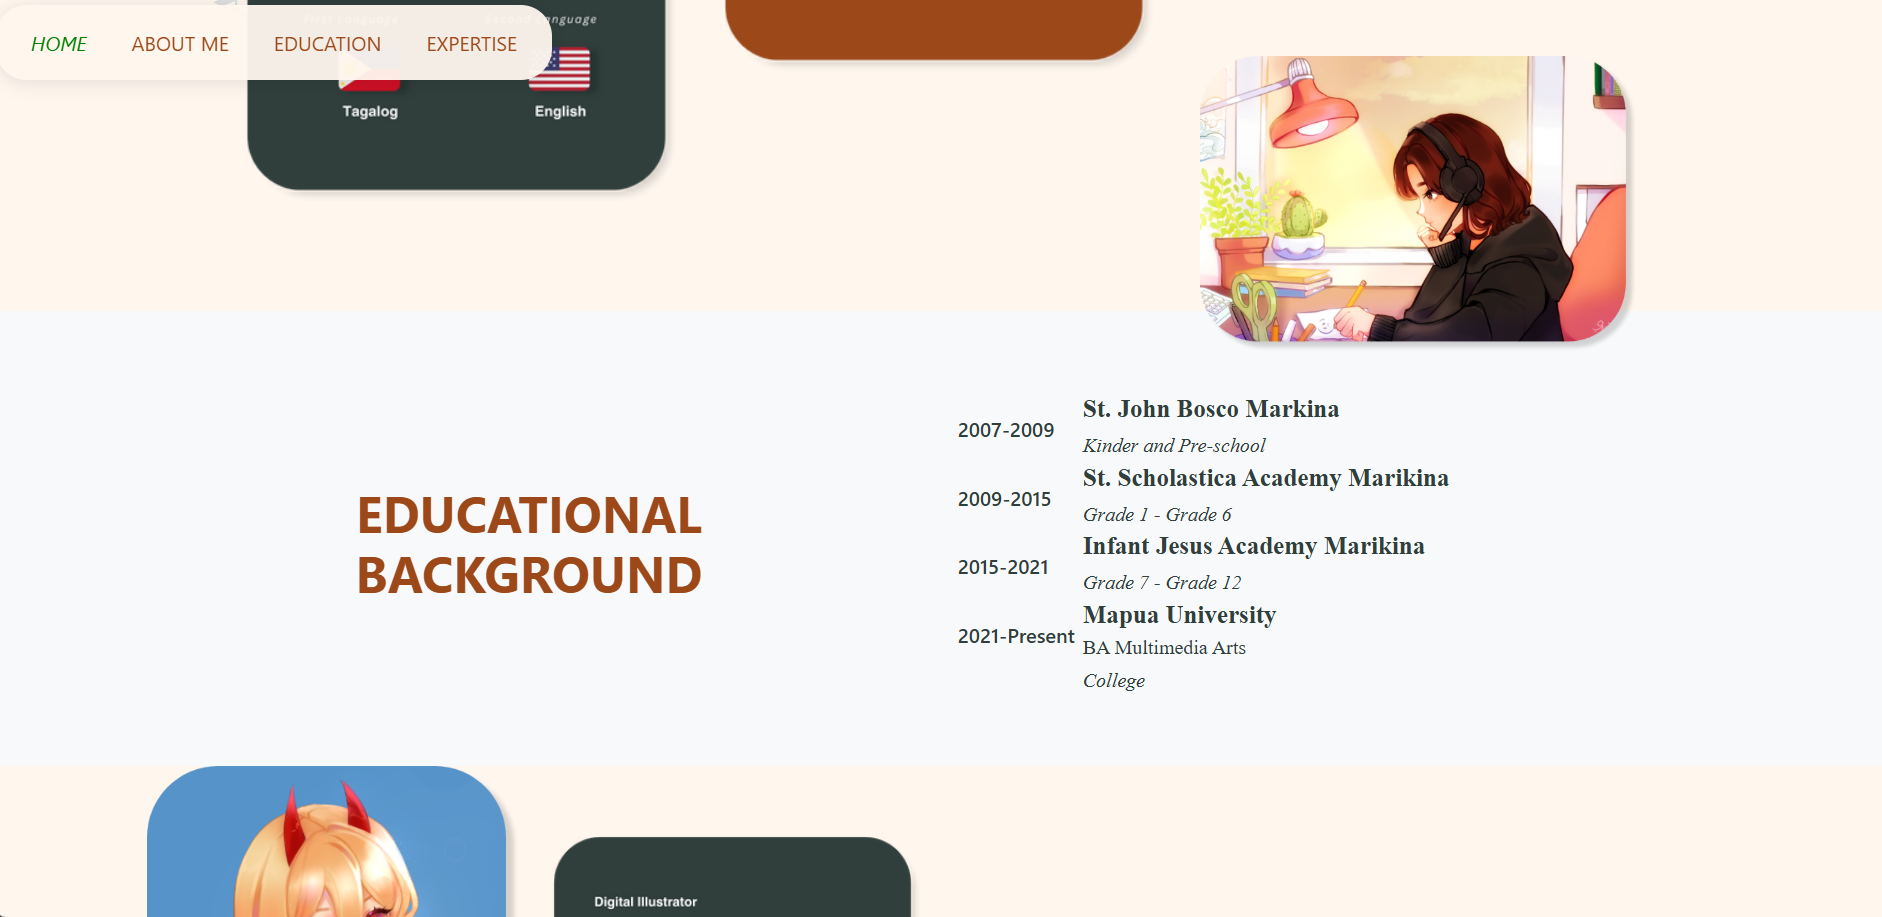 HOME ABOUT ME EDUCATION EXPERTISE
First Language Second Language
Tagalog English
EDUCATIONAL
BACKGROUND
2007-2009
St. John Bosco Markina
Kinder and Pre-school
2009-2015
St. Scholastica Academy Marikina
Grade 1 - Grade 6
2015-2021
Infant Jesus Academy Marikina
Grade 7 - Grade 12
2021-Present
Mapua University
BA Multimedia Arts
College
Digital Illustrator